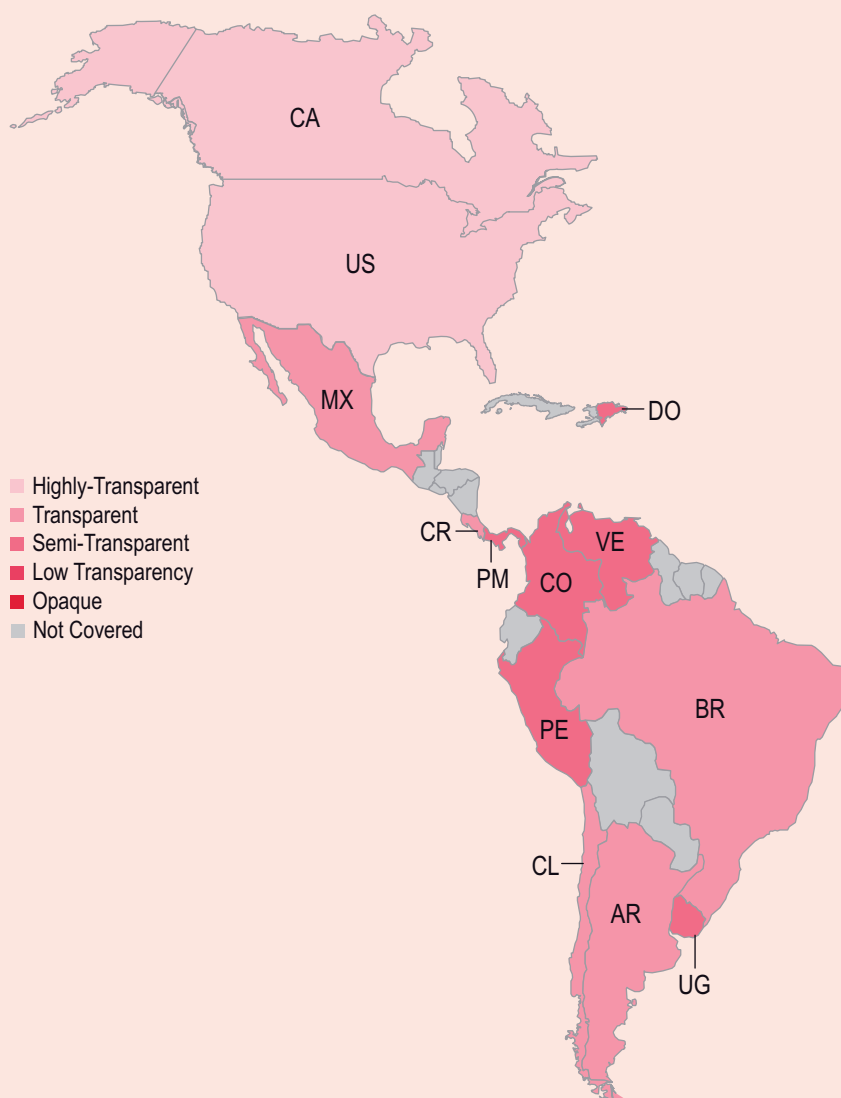 CA
US
MX
DO
Highly-Transparent
Transparent
Semi-Transparent
Low Transparency
Opaque
Not Covered
CR
PM
VE
CO
BR
PE
CL
AR
UG